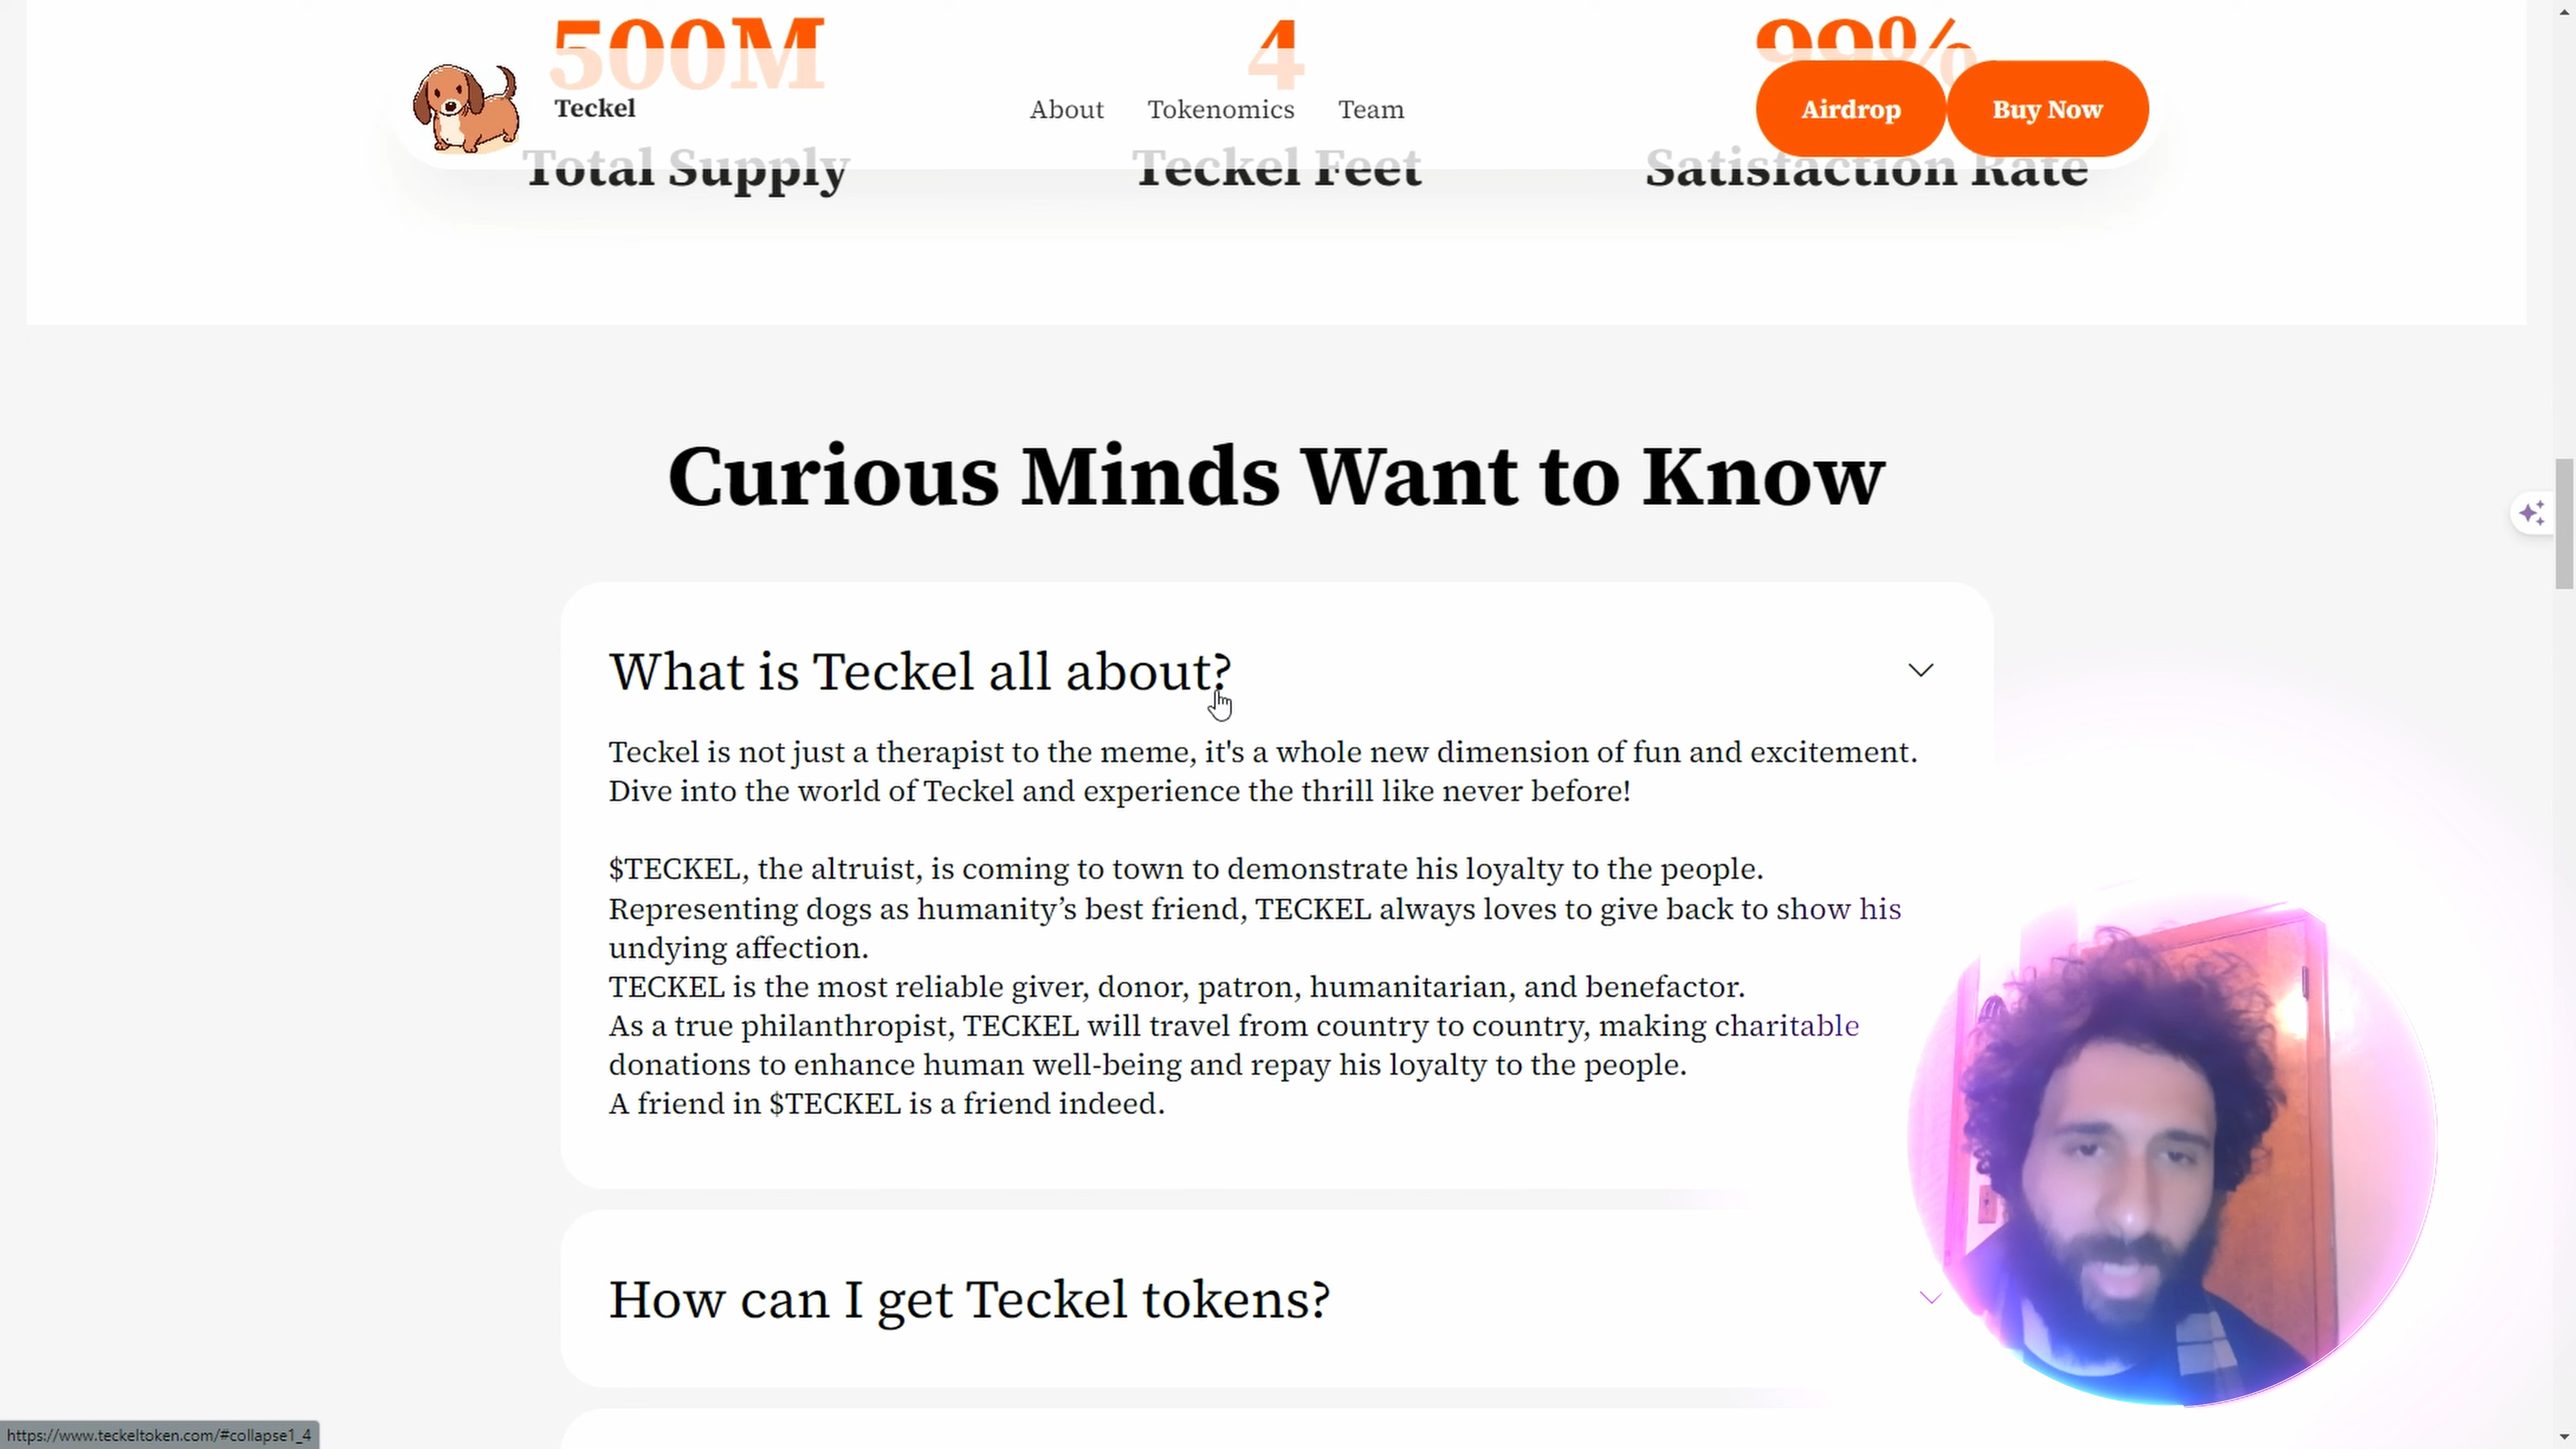 500M
4
99%
Teckel
About
Tokenomics
Team
Airdrop
Buy Now
Total Supply
Teckel Feet
Satisfaction Rate
Curious Minds Want to Know
What is Teckel all about?
Teckel is not just a therapist to the meme, it's a whole new dimension of fun and excitement.
Dive into the world of Teckel and experience the thrill like never before!
$TECKEL, the altruist, is coming to town to demonstrate his loyalty to the people.
Representing dogs as humanity’s best friend, TECKEL always loves to give back to show his
undying affection.
TECKEL is the most reliable giver, donor, patron, humanitarian, and benefactor.
As a true philanthropist, TECKEL will travel from country to country, making charitable
donations to enhance human well-being and repay his loyalty to the people.
A friend in $TECKEL is a friend indeed.
How can I get Teckel tokens?
https://www.teckeltoken.com/#collapse1_4